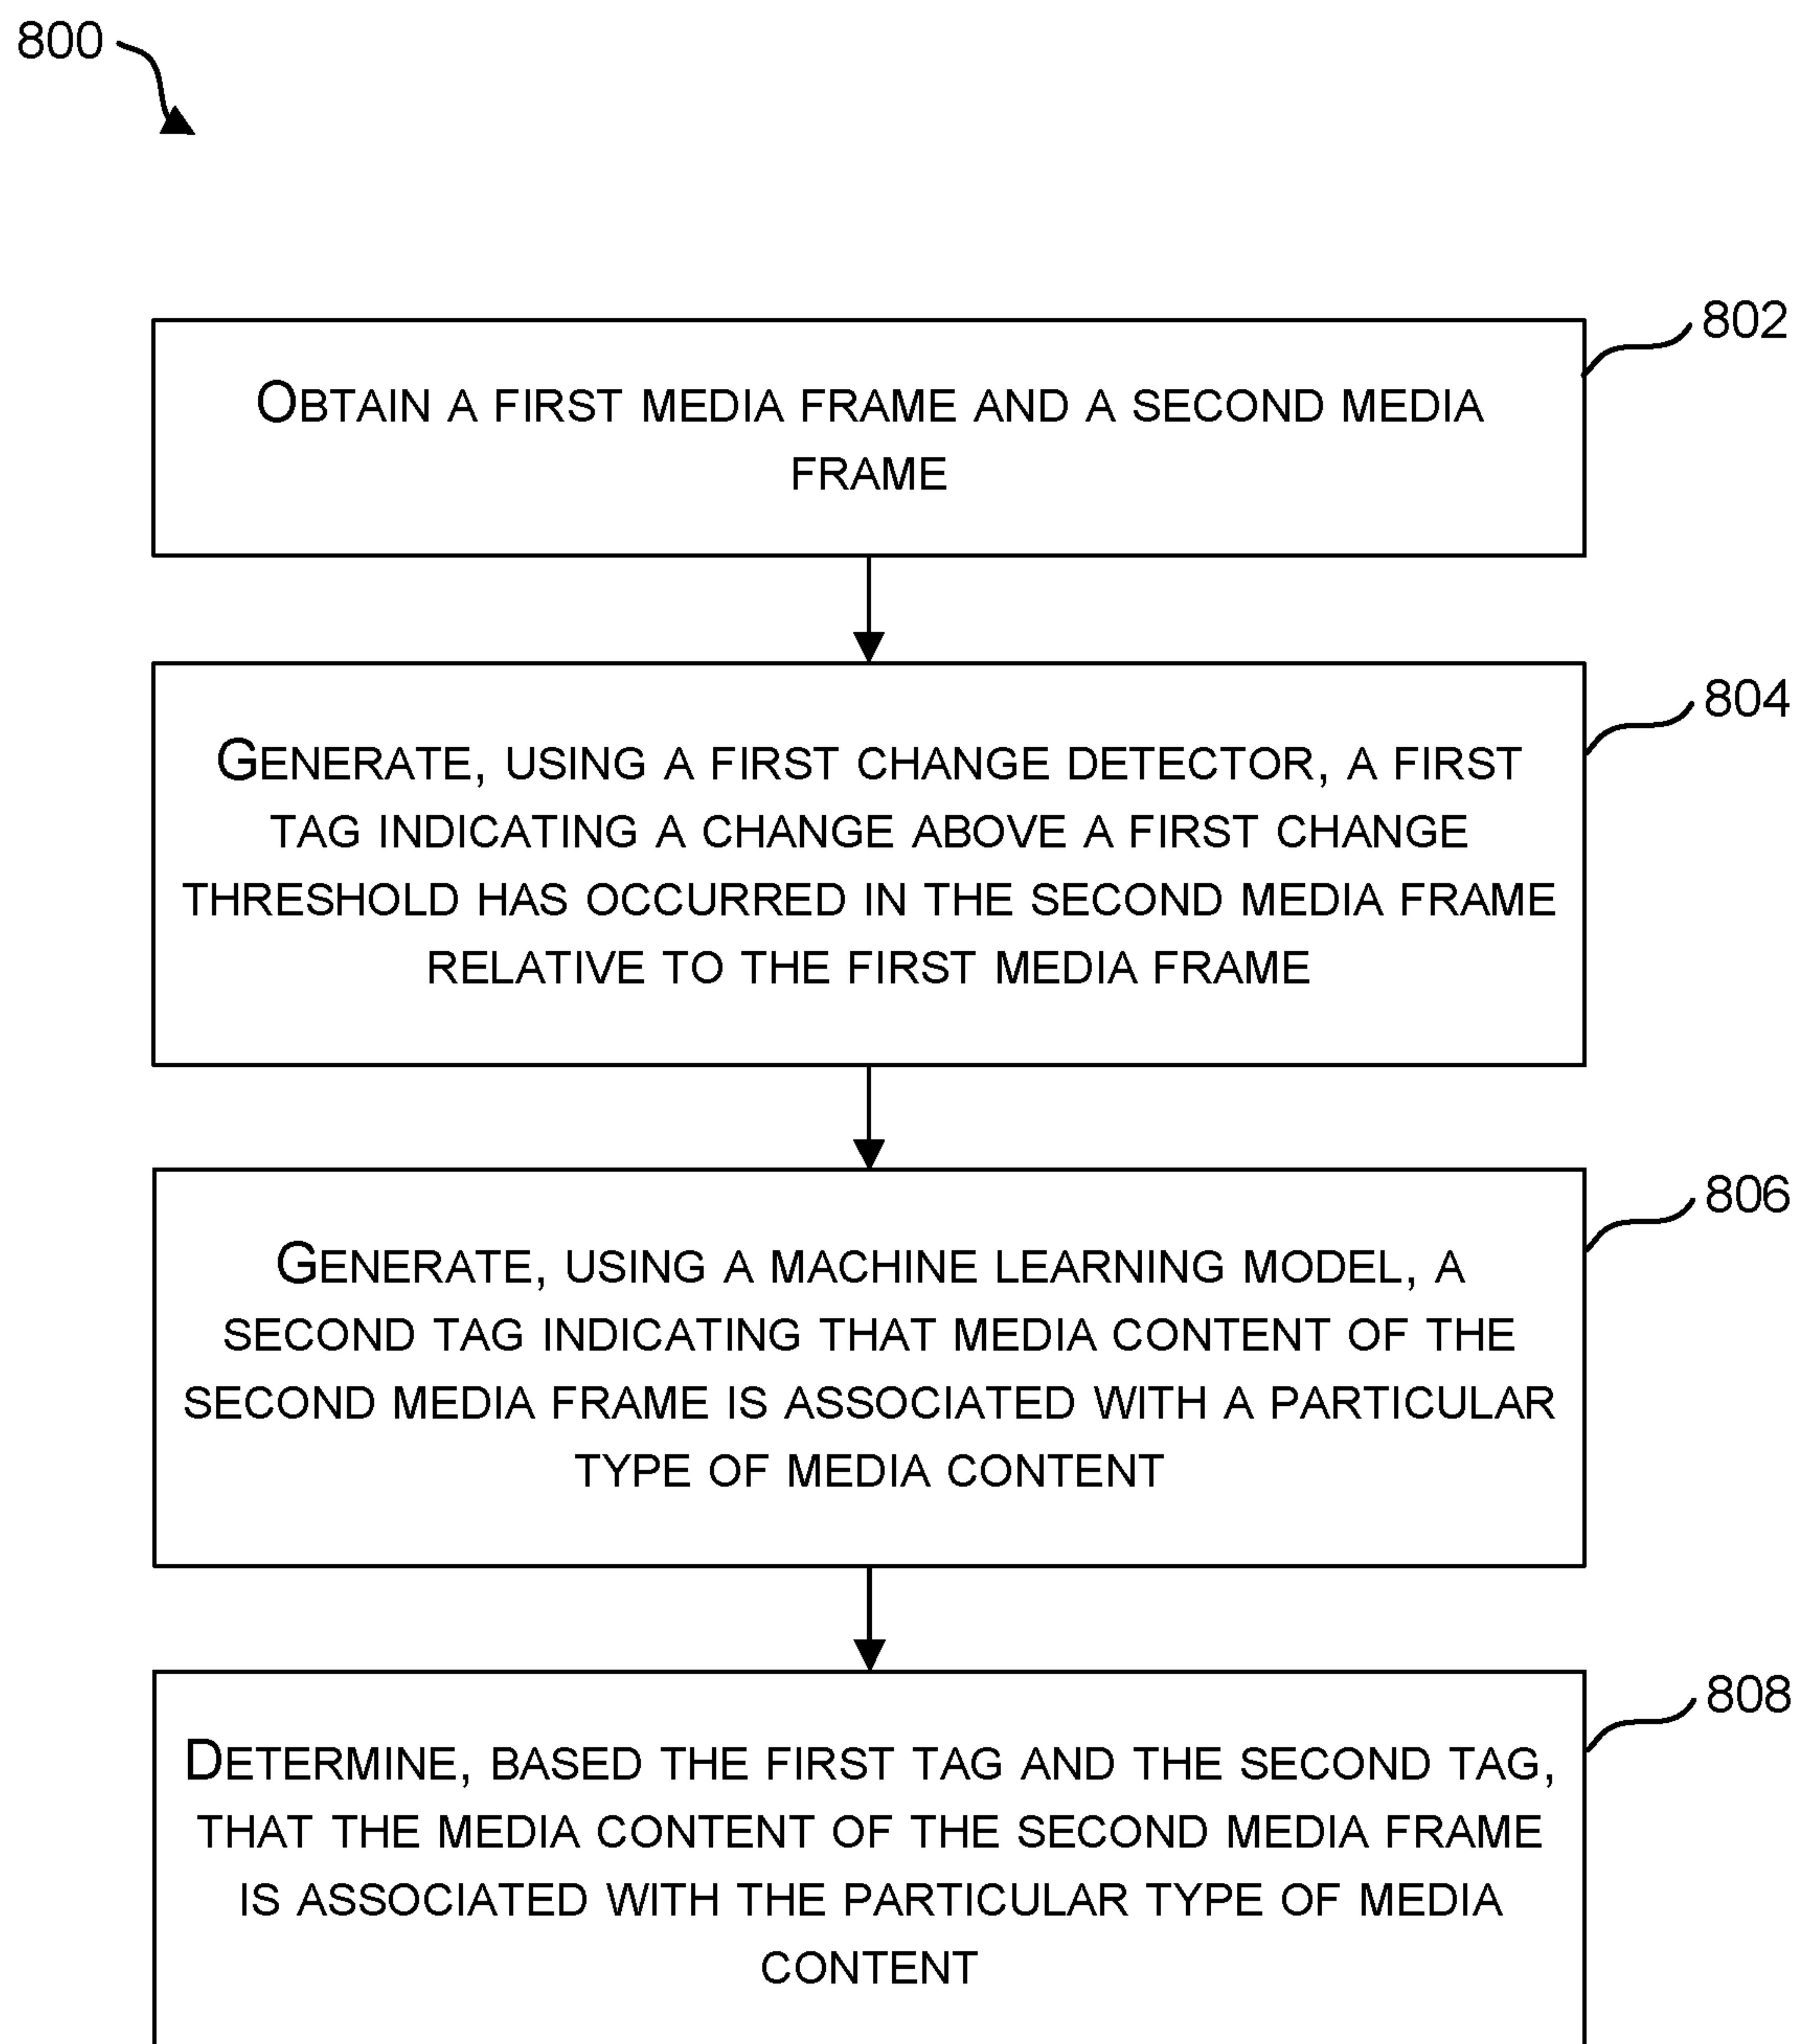 800
802
OBTAIN A FIRST MEDIA FRAME AND A SECOND MEDIA
FRAME
804
GENERATE, USING A FIRST CHANGE DETECTOR, A FIRST
TAG INDICATING A CHANGE ABOVE A FIRST CHANGE
THRESHOLD HAS OCCURRED IN THE SECOND MEDIA FRAME
RELATIVE TO THE FIRST MEDIA FRAME
806
GENERATE, USING A MACHINE LEARNING MODEL, A
SECOND TAG INDICATING THAT MEDIA CONTENT OF THE
SECOND MEDIA FRAME IS ASSOCIATED WITH A PARTICULAR
TYPE OF MEDIA CONTENT
808
DETERMINE, BASED THE FIRST TAG AND THE SECOND TAG,
THAT THE MEDIA CONTENT OF THE SECOND MEDIA FRAME
IS ASSOCIATED WITH THE PARTICULAR TYPE OF MEDIA
CONTENT